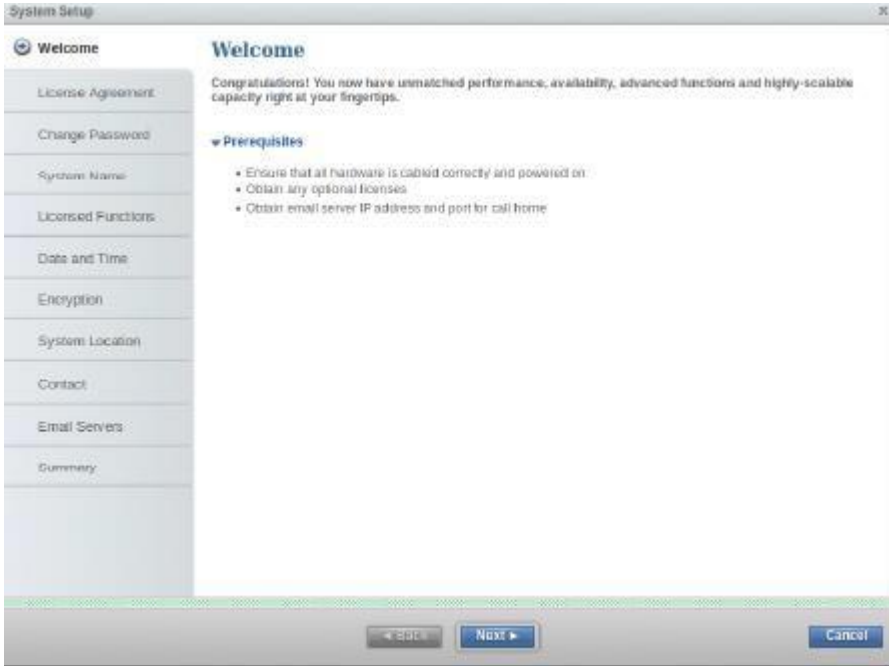 System Setup
Welcome
License Agreement
Change Password
System Name
Licensed Functions
Date and Time
Encryption
System Location
Contact
Email Servers
Summary
Welcome
Congratulations! You now have unmatched performance, availability, advanced functions and highly-scalable
capacity right at your fingertips.
Prerequisites
• Ensure that all hardware is cabled correctly and powered on
• Obtain any optional licenses
• Obtain email server IP address and port for call home
◄ Back
Next ►
Cancel